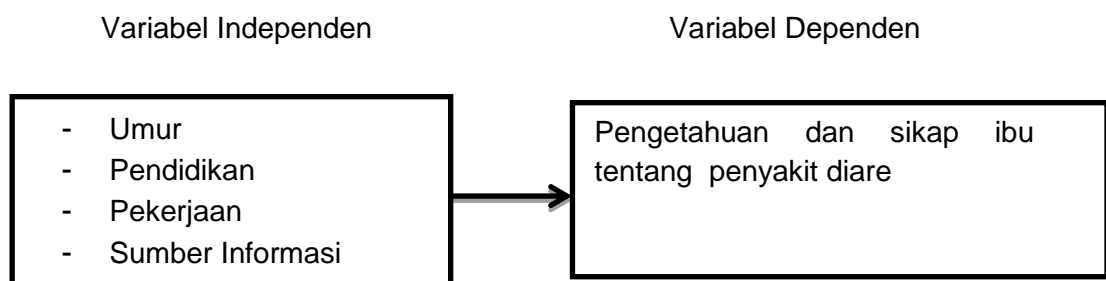 Variabel Independen
Variabel Dependen
- Umur
- Pendidikan
- Pekerjaan
- Sumber Informasi
Pengetahuan dan sikap ibu
tentang penyakit diare